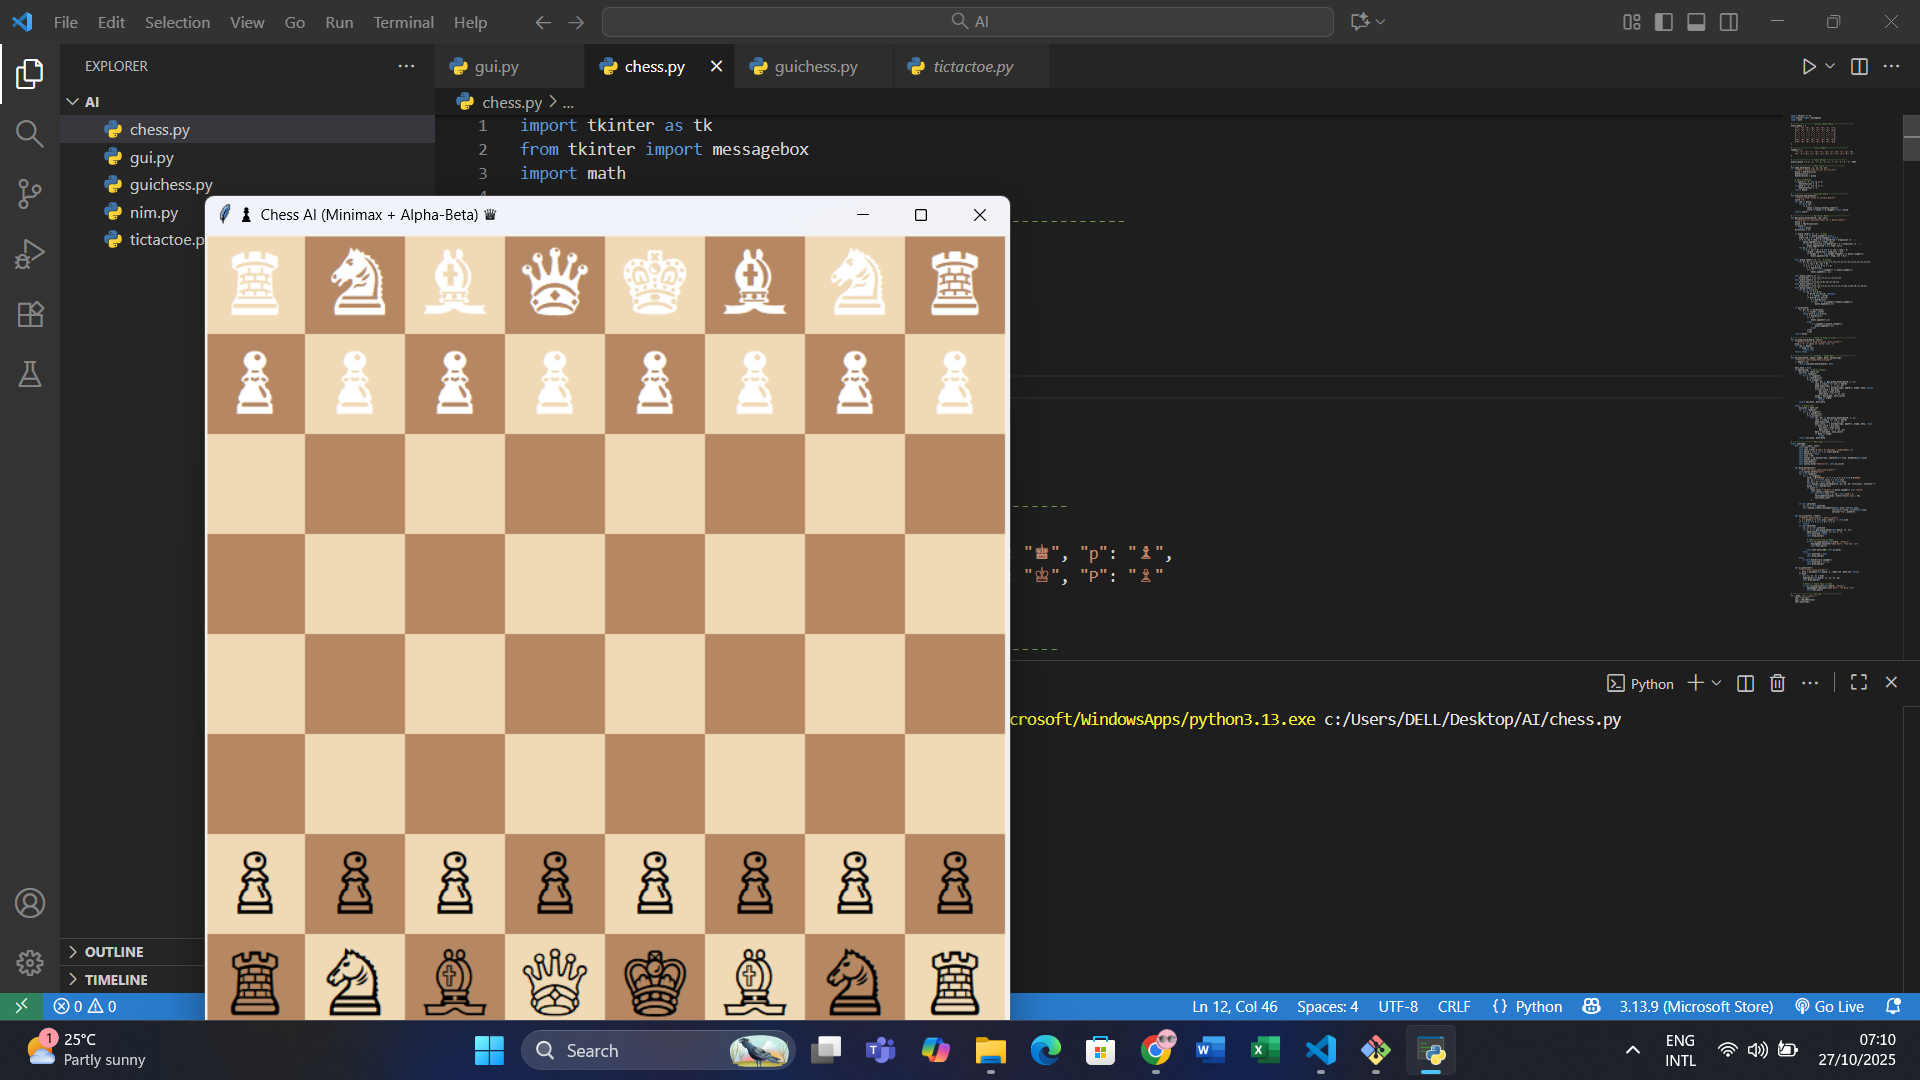 File Edit Selection View Go Run Terminal Help
AI
EXPLORER
AI
chess.py
gui.py
guichess.py
nim.py
tictactoe.p
OUTLINE
TIMELINE
gui.py
chess.py
guichess.py
tictactoe.py
chess.py > ...
1 import tkinter as tk
2 from tkinter import messagebox
3 import math
4
Chess AI (Minimax + Alpha-Beta) ♛
------------
------
"♚", "p": "♟",
"♔", "P": "♙"
-----
Python
crosoft/WindowsApps/python3.13.exe c:/Users/DELL/Desktop/AI/chess.py
0 0
Ln 12, Col 46 Spaces: 4 UTF-8 CRLF {} Python 3.13.9 (Microsoft Store) Go Live
1
25°C
Partly sunny
Search
ENG
INTL
07:10
27/10/2025